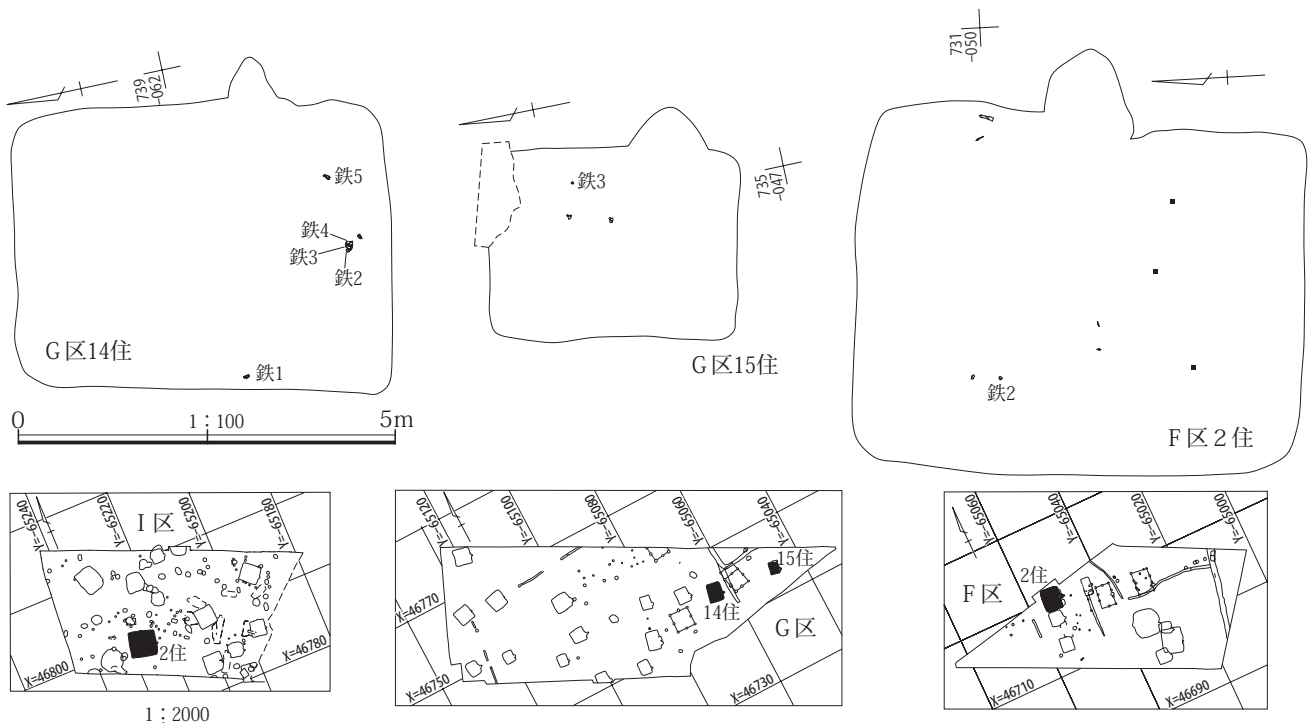 739
-062
鉄5
鉄4
鉄3
鉄2
鉄1
G区14住
鉄3
735
-047
G区15住
731
-050
鉄2
F区2住
0
1:100
5m
Y=-65240
Y=-65220
Y=-65200
Y=-65180
I区
2住
X=46800
X=46780
1:2000
Y=-65120
Y=-65100
Y=-65080
Y=-65060
Y=-65040
15住
14住
G区
X=46770
X=46750
X=46730
Y=-65060
Y=-65040
Y=-65020
Y=-65000
2住
F区
X=46710
X=46690